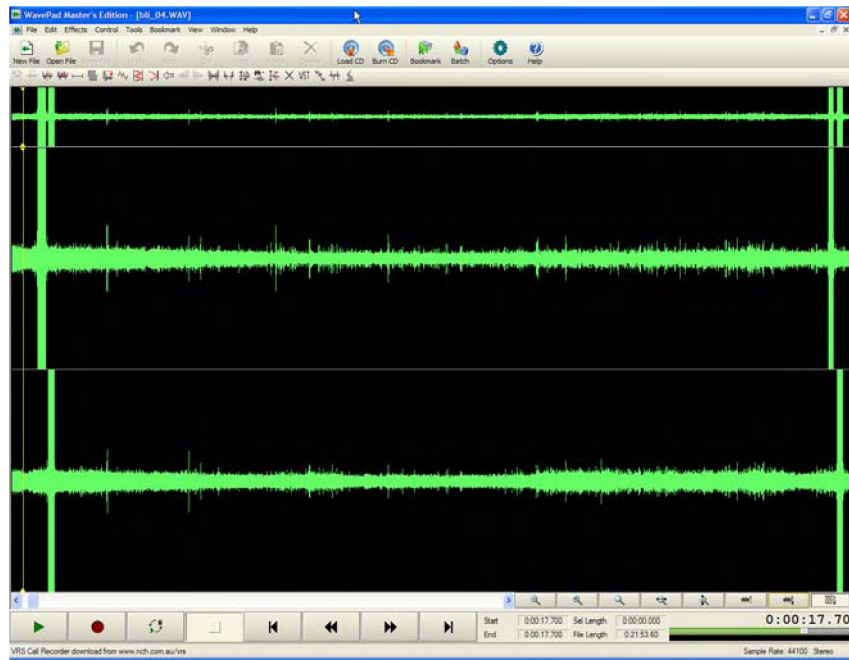 WavePad Master's Edition - [bli_04.WAV]
File Edit Effects Control Tools Bookmark View Window Help
New File Open File Load CD Burn CD Bookmark Batch Options Help
VST
Start 0:00:17.700 Sel Length 0:00:00.000 0:00:17.70
End 0:00:17.700 File Length 0:21:53.60
VRS Call Recorder download from www.nch.com.au/vrs Sample Rate: 44100 Stereo